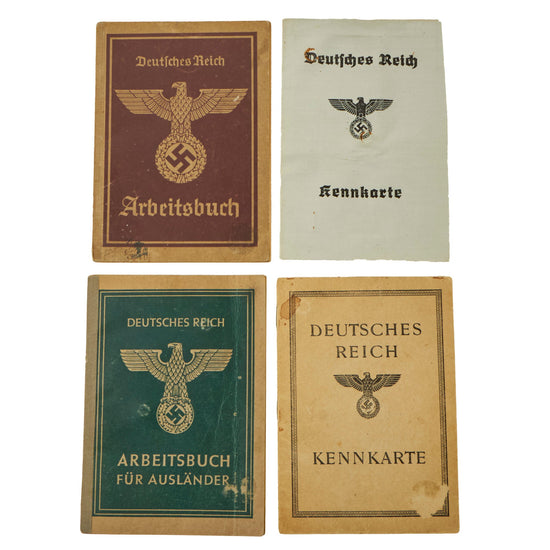 Deutsches Reich
Arbeitsbuch
Deutsches Reich
Kennkarte
DEUTSCHES REICH
ARBEITSBUCH
FÜR AUSLÄNDER
DEUTSCHES
REICH
KENNKARTE